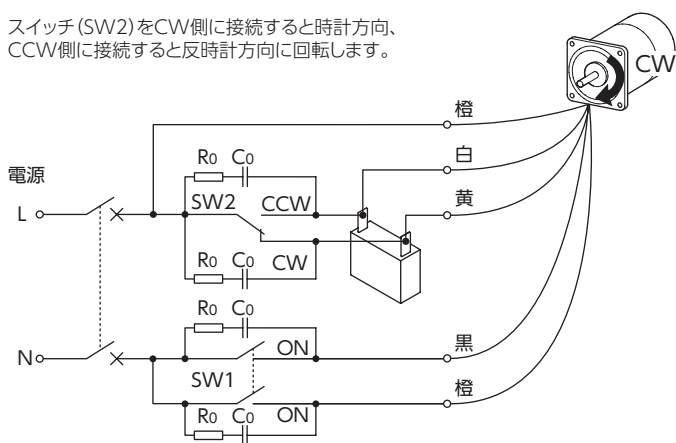 スイッチ（SW2）をCW側に接続すると時計方向、
CCW側に接続すると反時計方向に回転します。
CW
橙
R0 C0
白
電源
SW2 CCW
黄
L
R0 C0 CW
R0 C0
黒
N
ON
SW1
橙
R0 C0 ON